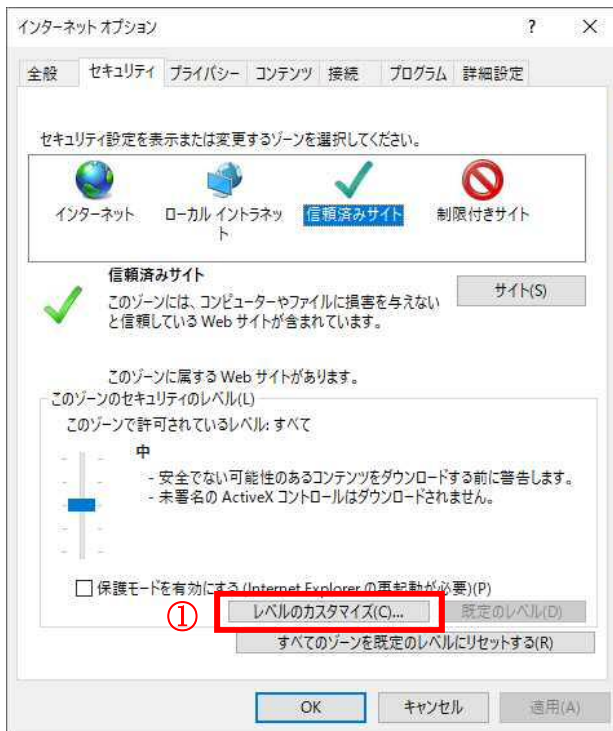 インターネット オプション ? ×
全般 セキュリティ プライバシー コンテンツ 接続 プログラム 詳細設定
セキュリティ設定を表示または変更するゾーンを選択してください。
インターネット ローカル イントラネッ 信頼済みサイト 制限付きサイト
ト
信頼済みサイト
サイト(S)
このゾーンには、コンピューターやファイルに損害を与えない
と信頼している Web サイトが含まれています。
このゾーンに属する Web サイトがあります。
このゾーンのセキュリティのレベル(L)
このゾーンで許可されているレベル: すべて
中
- 安全でない可能性のあるコンテンツをダウンロードする前に警告します。
- 未署名の ActiveX コントロールはダウンロードされません。
保護モードを有効にする (Internet Explorer の再起動が必要)(P)
① レベルのカスタマイズ(C)... 既定のレベル(D)
すべてのゾーンを既定のレベルにリセットする(R)
OK キャンセル 適用(A)